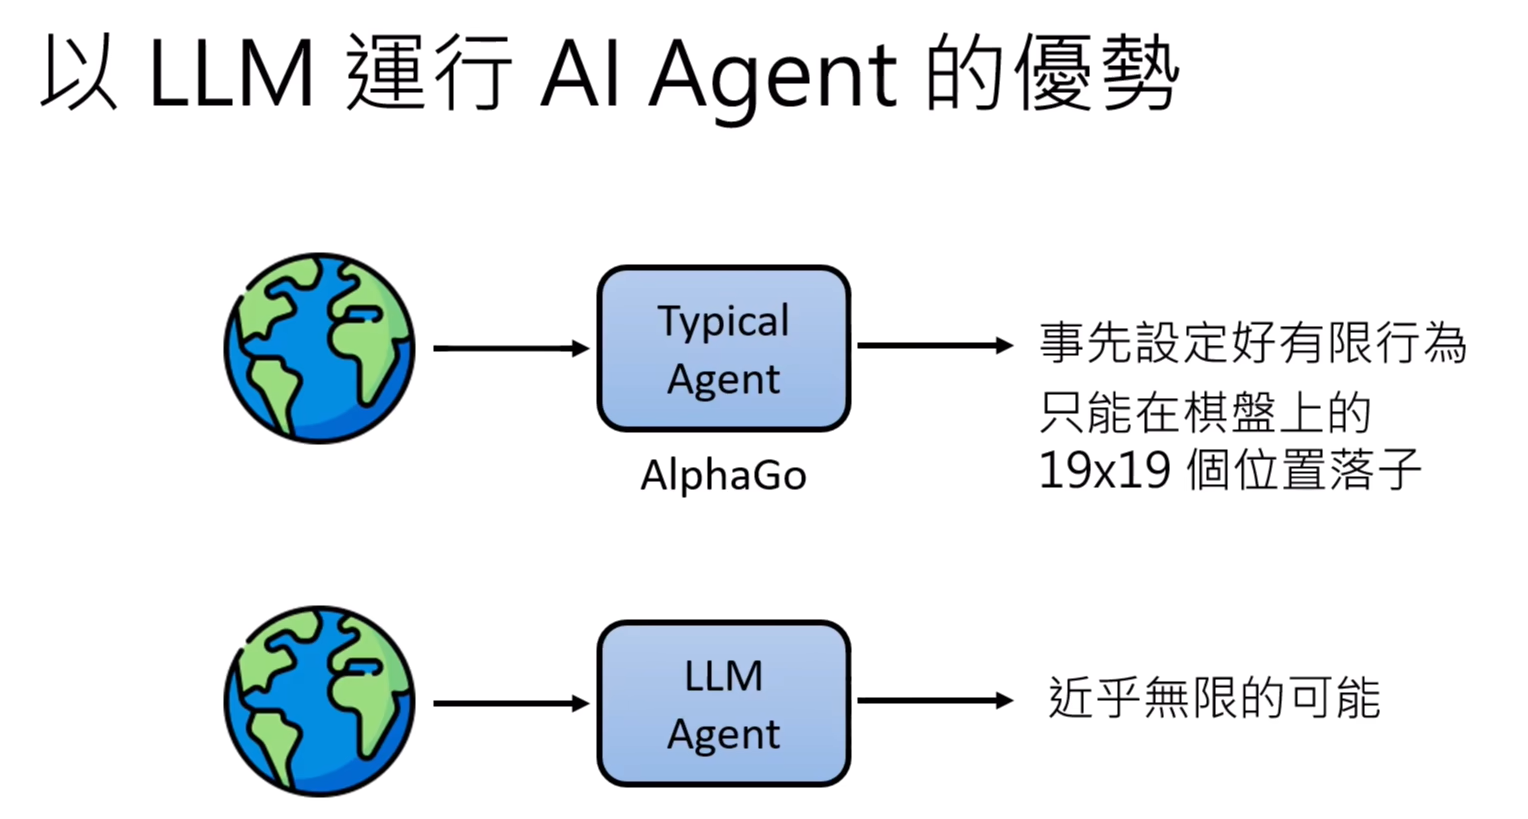 以 LLM 運行 AI Agent 的優勢
Typical
Agent
AlphaGo
事先設定好有限行為
只能在棋盤上的
19x19 個位置落子
LLM
Agent
近乎無限的可能